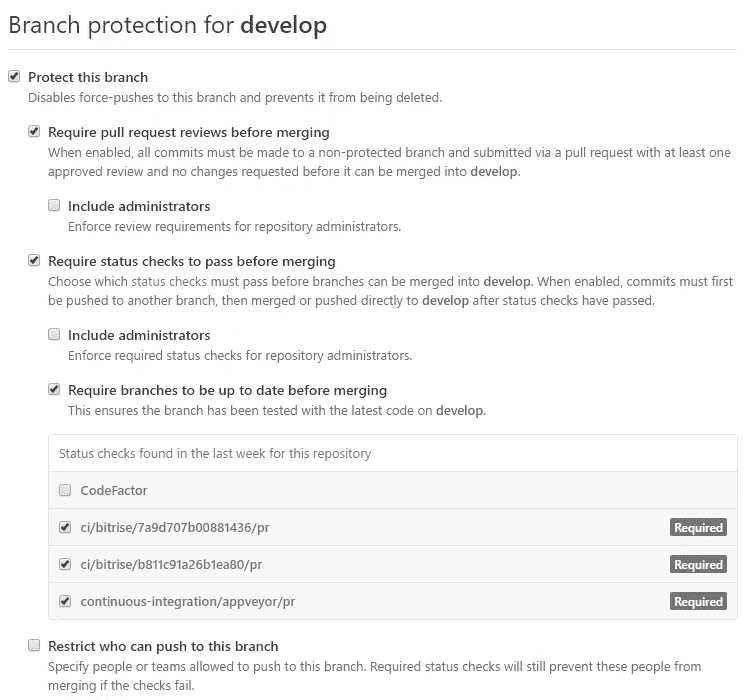 Branch protection for develop
Protect this branch
Disables force-pushes to this branch and prevents it from being deleted.
Require pull request reviews before merging
When enabled, all commits must be made to a non-protected branch and submitted via a pull request with at least one
approved review and no changes requested before it can be merged into develop.
Include administrators
Enforce review requirements for repository administrators.
Require status checks to pass before merging
Choose which status checks must pass before branches can be merged into develop. When enabled, commits must first
be pushed to another branch, then merged or pushed directly to develop after status checks have passed.
Include administrators
Enforce required status checks for repository administrators.
Require branches to be up to date before merging
This ensures the branch has been tested with the latest code on develop.
Status checks found in the last week for this repository
CodeFactor
ci/bitrise/7a9d707b00881436/pr Required
ci/bitrise/b811c91a26b1ea80/pr Required
continuous-integration/appveyor/pr Required
Restrict who can push to this branch
Specify people or teams allowed to push to this branch. Required status checks will still prevent these people from
merging if the checks fail.